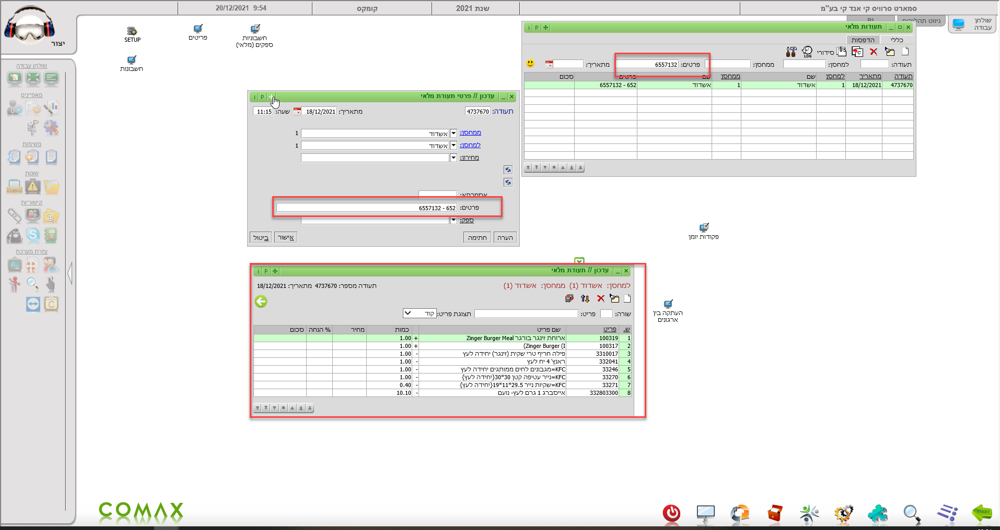 סמארט סרוויס קי אנד קי בע"מ
שנת 2021
קומקס
20/12/2021 9:54
שולחן
עבודה
ניווט תהליכים
BI
יצור
SETUP
פריטים
חשבוניות
ספקים (מלאי)
חשבונות
שולחן עבודה
מאפיינים
משימות
שונות
קישוריות
עזרת מערכת
תעודות מלאי
כללי
הדפסות
סידורי
LOG
תעודה:
למחסן:
ממחסן:
פרטים: 6557132
מתאריך:
תעודה מתאריך למחסן שם ממחסן שם פרטים סכום
4737670 18/12/2021 1 אשדוד 1 אשדוד 6557132 - 652
עדכון // פרטי תעודת מלאי
תעודה: 4737670
מתאריך: 18/12/2021
שעה: 11:15
ממחסן: אשדוד 1
למחסן: אשדוד 1
מחירון:
אסמכתא:
פרטים: 6557132 - 652
ספק:
הערה
חתימה
אישור
ביטול
פקודות יומן
העתקה בין
ארגונים
עדכון // תעודת מלאי
למחסן: אשדוד (1) ממחסן: אשדוד (1)
תעודה מספר: 4737670 מתאריך: 18/12/2021
שורה:
פריט:
תצוגת פריט: קוד
ש. פריט שם פריט כמות מחיר % הנחה סכום
1 100319 ארוחת זינגר בורגר Zinger Burger Meal + 1.00
2 100317 (Zinger Burger (I + 1.00
3 3310017 פילה חריף טרי שקית (זינגר) יחידה לעץ - 1.00
4 332041 ראנץ' 4 יח לעץ - 1.00
5 33246 KFC=מגבונים לחים ממותגים יחידה לעץ - 1.00
6 33270 KFC=נייר עטיפה קטן 30*30{יחידה לעץ} - 1.00
7 33271 KFC=שקיות נייר 29.5*11*19{יחידה לעץ} - 0.40
8 332803300 אייסברג 1 גרם לעץ- נועם - 10.10
COMAX
START